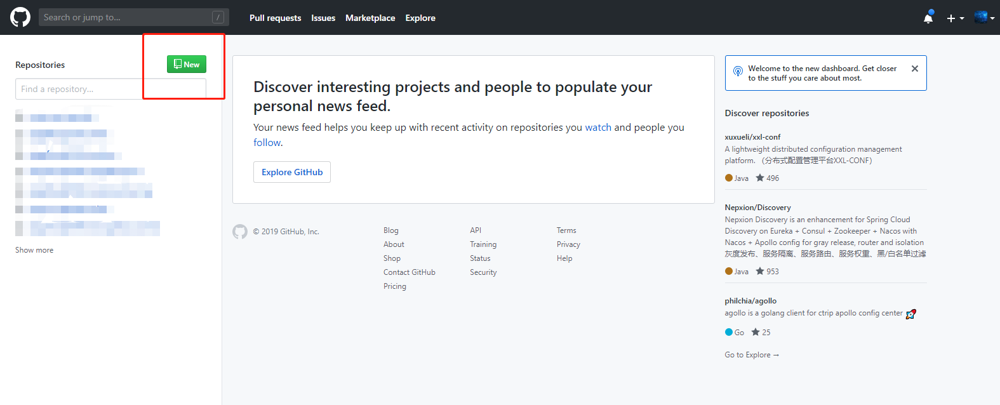 Search or jump to...
/
Pull requests
Issues
Marketplace
Explore
Repositories
New
Find a repository...
Show more
Discover interesting projects and people to populate your
personal news feed.
Your news feed helps you keep up with recent activity on repositories you watch and people you
follow.
Explore GitHub
© 2019 GitHub, Inc.
Blog
About
Shop
Contact GitHub
Pricing
API
Training
Status
Security
Terms
Privacy
Help
Welcome to the new dashboard. Get closer
to the stuff you care about most.
Discover repositories
xuxueli/xxl-conf
A lightweight distributed configuration management
platform.（分布式配置管理平台XXL-CONF）
Java 496
Nepxion/Discovery
Nepxion Discovery is an enhancement for Spring Cloud
Discovery on Eureka + Consul + Zookeeper + Nacos with
Nacos + Apollo config for gray release, router and isolation
灰度发布、服务隔离、服务路由、服务权重、黑/白名单过滤
Java 953
philchia/agollo
agollo is a golang client for ctrip apollo config center 🚀
Go 25
Go to Explore →